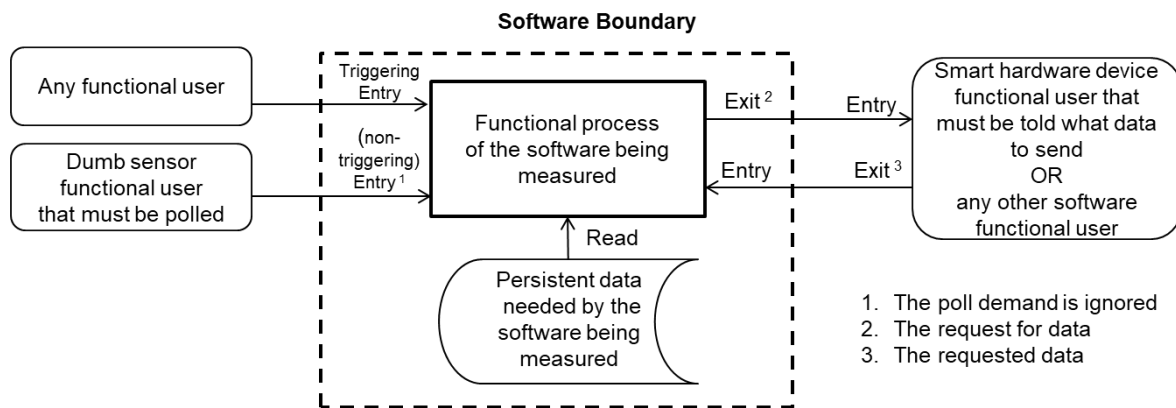 Software Boundary
Any functional user
Triggering
Entry
Dumb sensor
functional user
that must be polled
(non-
triggering)
Entry 1
Functional process
of the software being
measured
Exit 2
Entry
Entry
Exit 3
Smart hardware device
functional user that
must be told what data
to send
OR
any other software
functional user
Read
Persistent data
needed by the
software being
measured
1. The poll demand is ignored
2. The request for data
3. The requested data